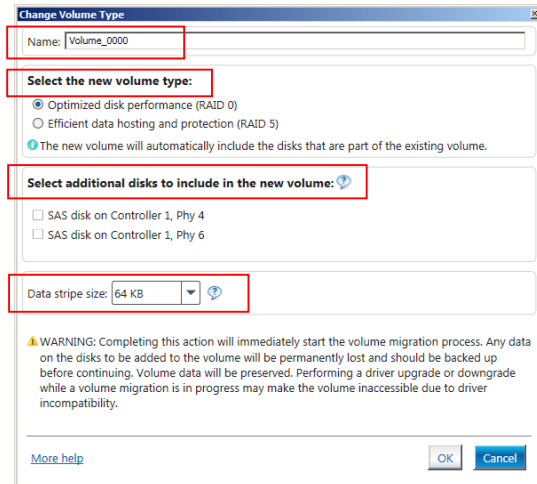 Change Volume Type
Name: Volume_0000
Select the new volume type:
Optimized disk performance (RAID 0)
Efficient data hosting and protection (RAID 5)
The new volume will automatically include the disks that are part of the existing volume.
Select additional disks to include in the new volume:
SAS disk on Controller 1, Phy 4
SAS disk on Controller 1, Phy 6
Data stripe size: 64 KB
WARNING: Completing this action will immediately start the volume migration process. Any data
on the disks to be added to the volume will be permanently lost and should be backed up
before continuing. Volume data will be preserved. Performing a driver upgrade or downgrade
while a volume migration is in progress may make the volume inaccessible due to driver
incompatibility.
More help
OK
Cancel